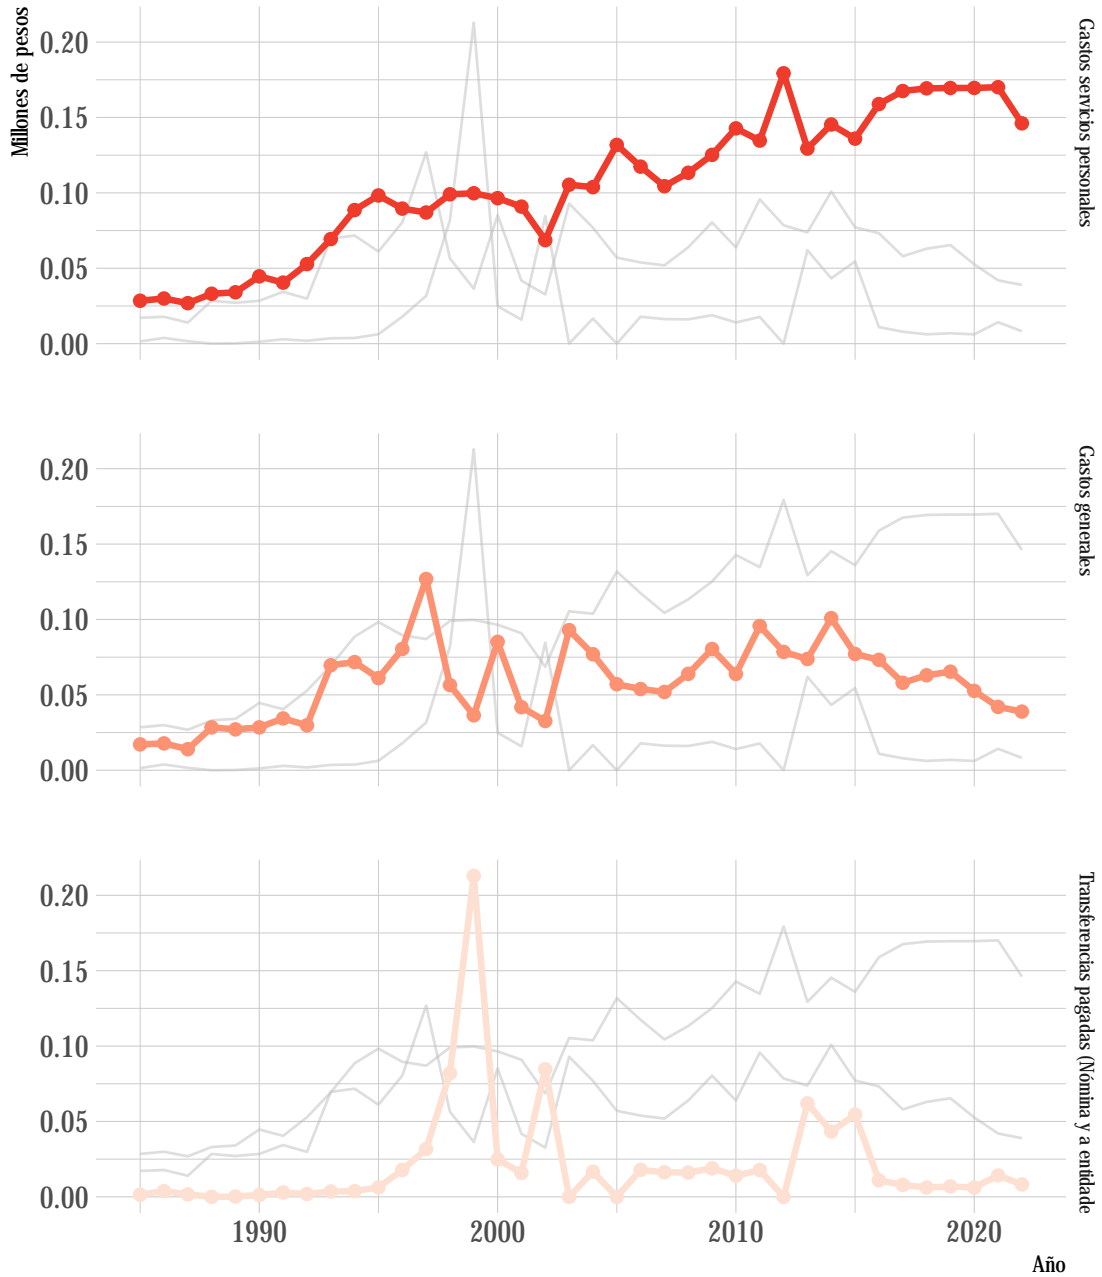 Millones de pesos
0.20
0.15
0.10
0.05
0.00
Gastos servicios personales
0.20
0.15
0.10
0.05
0.00
Gastos generales
0.20
0.15
0.10
0.05
0.00
Transferencias pagadas (Nómina y a entidade
1990 2000 2010 2020
Año